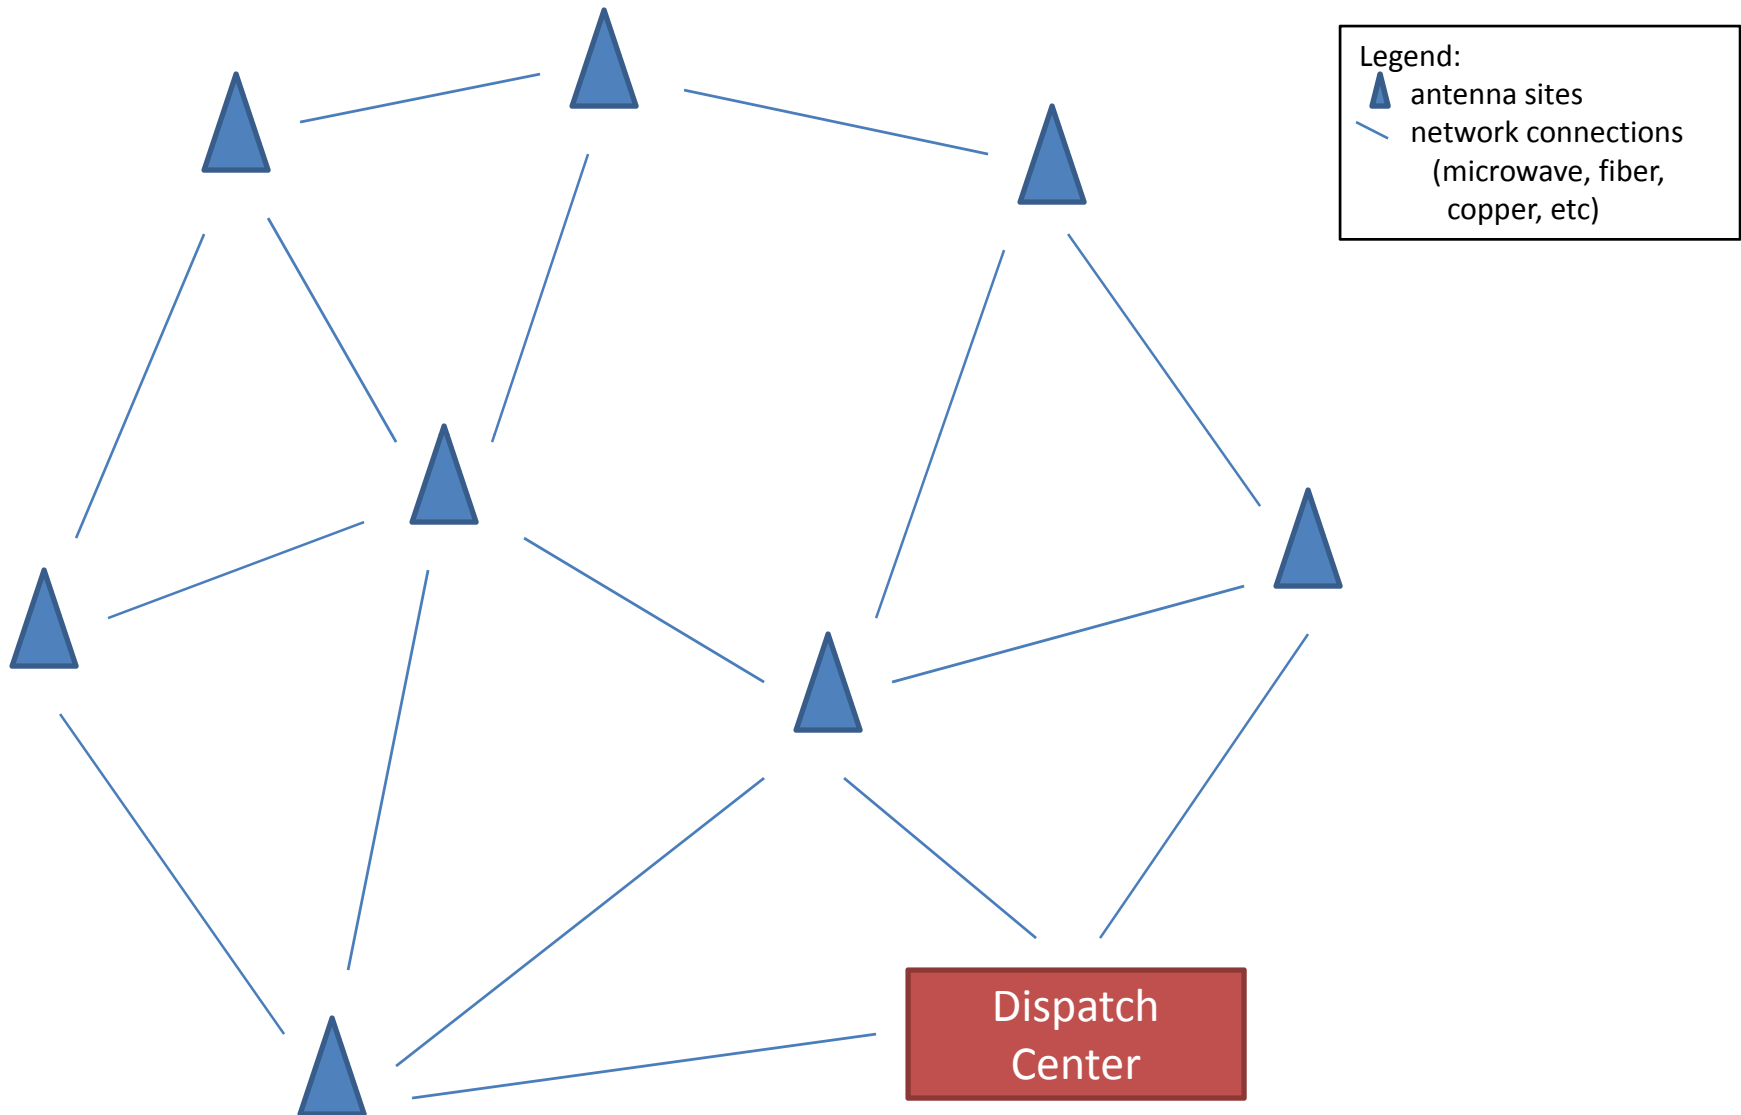 Legend:
antenna sites
network connections
(microwave, fiber,
copper, etc)
Dispatch
Center